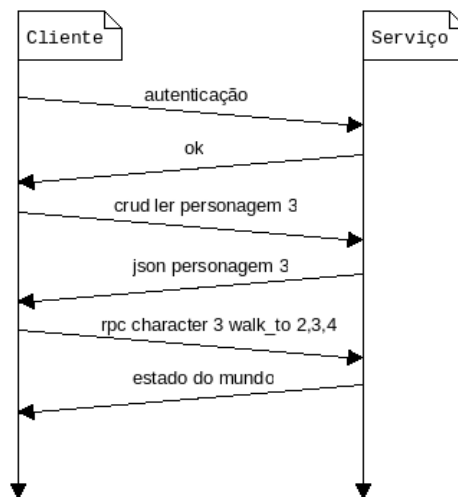 Cliente
Serviço
autenticação
ok
crud ler personagem 3
json personagem 3
rpc character 3 walk_to 2,3,4
estado do mundo